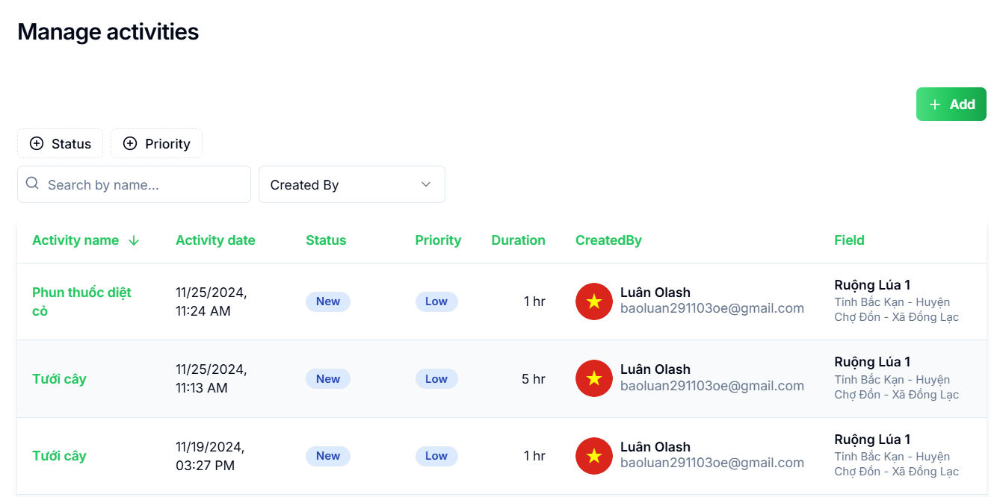 Manage activities
Add
Status Priority
Search by name... Created By
Activity name Activity date Status Priority Duration CreatedBy Field
Phun thuốc diệt
cỏ
11/25/2024,
11:24 AM
New
Low
1 hr
Luân Olash
baoluan291103oe@gmail.com
Ruộng Lúa 1
Tỉnh Bắc Kạn - Huyện
Chợ Đồn - Xã Đồng Lạc
Tưới cây
11/25/2024,
11:13 AM
New
Low
5 hr
Luân Olash
baoluan291103oe@gmail.com
Ruộng Lúa 1
Tỉnh Bắc Kạn - Huyện
Chợ Đồn - Xã Đồng Lạc
Tưới cây
11/19/2024,
03:27 PM
New
Low
1 hr
Luân Olash
baoluan291103oe@gmail.com
Ruộng Lúa 1
Tỉnh Bắc Kạn - Huyện
Chợ Đồn - Xã Đồng Lạc